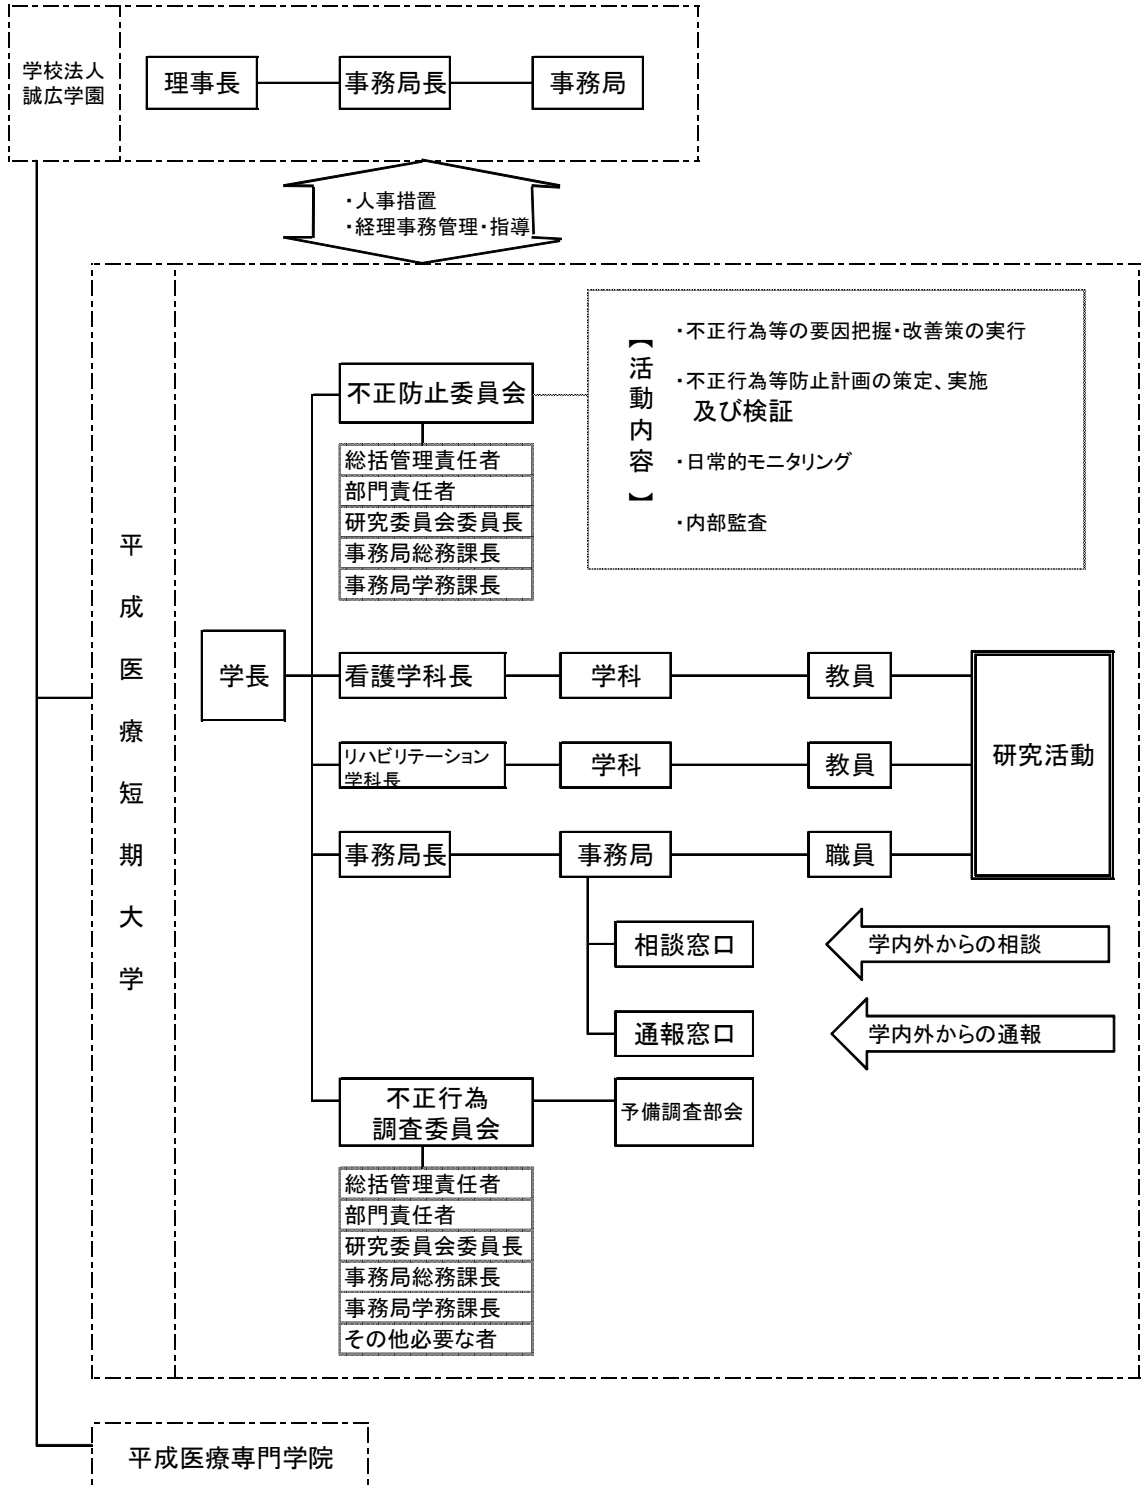 学校法人
誠広学園
理事長
事務局長
事務局
・人事措置
・経理事務管理・指導
平成医療短期大学
学長
不正防止委員会
総括管理責任者
部門責任者
研究委員会委員長
事務局総務課長
事務局学務課長
【活動内容】
・不正行為等の要因把握・改善策の実行
・不正行為等防止計画の策定、実施
及び検証
・日常的モニタリング
・内部監査
看護学科長
学科
教員
リハビリテーション
学科長
学科
教員
研究活動
事務局長
事務局
職員
相談窓口
学内外からの相談
通報窓口
学内外からの通報
不正行為
調査委員会
予備調査部会
総括管理責任者
部門責任者
研究委員会委員長
事務局総務課長
事務局学務課長
その他必要な者
平成医療専門学院